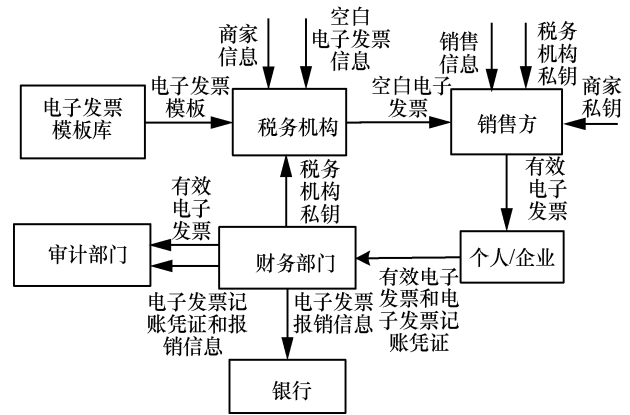 商家
信息
空白
电子发票
信息
销售
信息
税务
机构
私钥
电子发票
模板库
电子发票
模板
税务机构
空白电子
发票
销售方
商家
私钥
税务
机构
私钥
有效
电子
发票
有效
电子
发票
审计部门
财务部门
个人/企业
电子发票记
账凭证和报
销信息
电子发票
报销信息
有效电子
发票和电
子发票记
账凭证
银行